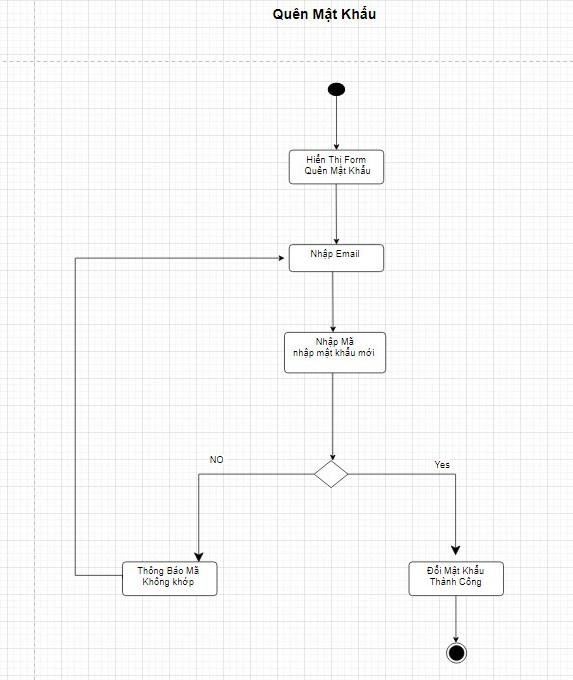 Quên Mật Khẩu
Hiển Thị Form
Quên Mật Khẩu
Nhập Email
Nhập Mã
nhập mật khẩu mới
NO
Yes
Thông Báo Mã
Không khớp
Đổi Mật Khẩu
Thành Công